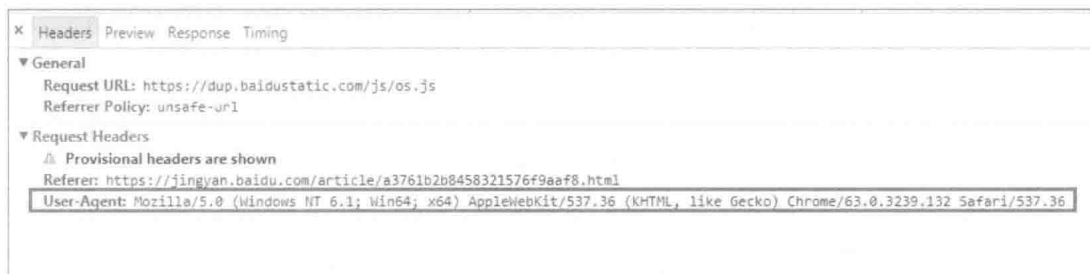 × Headers Preview Response Timing
▼ General
Request URL: https://dup.baidustatic.com/js/os.js
Referrer Policy: unsafe-url
▼ Request Headers
⚠ Provisional headers are shown
Referer: https://jingyan.baidu.com/article/a3761b2b8458321576f9aaf8.html
User-Agent: Mozilla/5.0 (Windows NT 6.1; Win64; x64) AppleWebKit/537.36 (KHTML, like Gecko) Chrome/63.0.3239.132 Safari/537.36